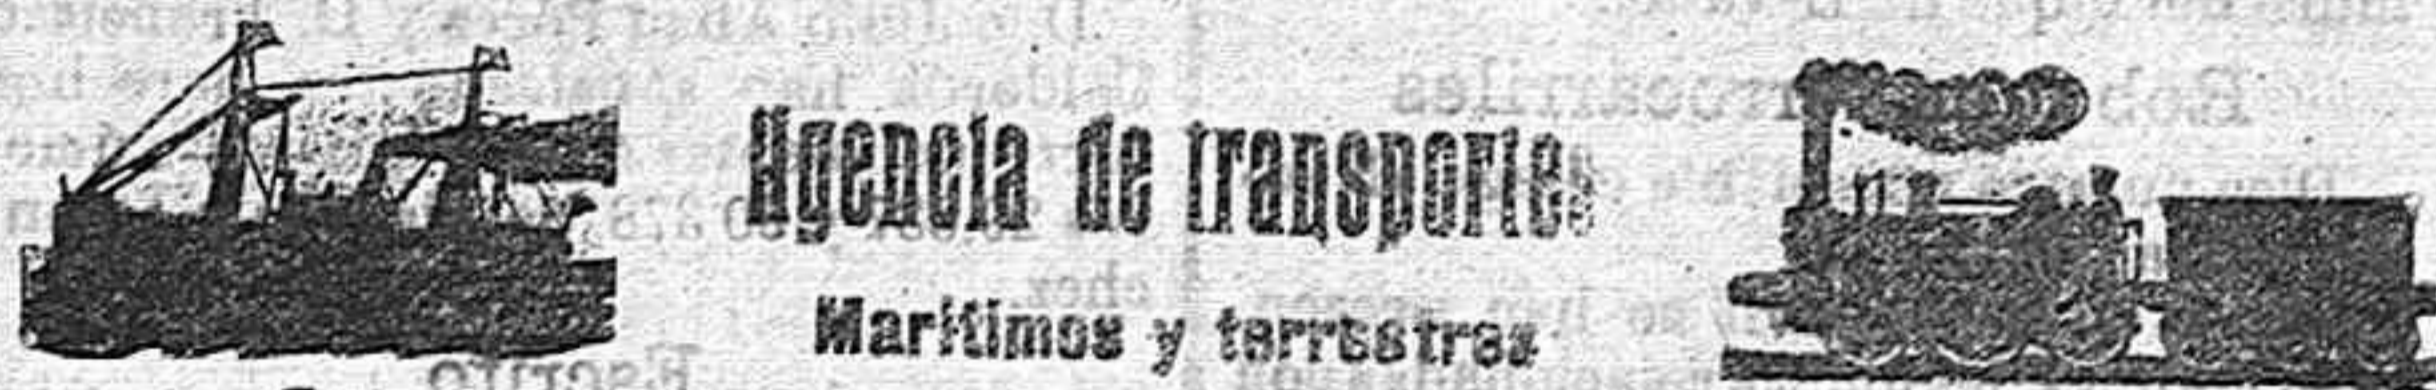 Agencia de transportes
Marítimos y terrestres